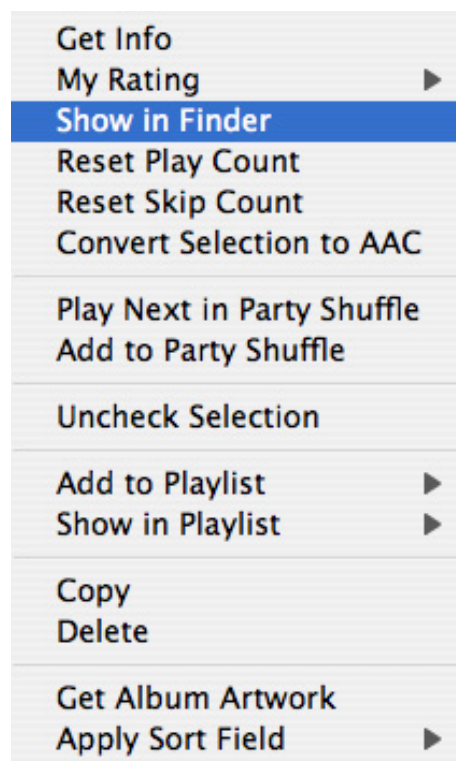 Get Info
My Rating
Show in Finder
Reset Play Count
Reset Skip Count
Convert Selection to AAC
Play Next in Party Shuffle
Add to Party Shuffle
Uncheck Selection
Add to Playlist
Show in Playlist
Copy
Delete
Get Album Artwork
Apply Sort Field